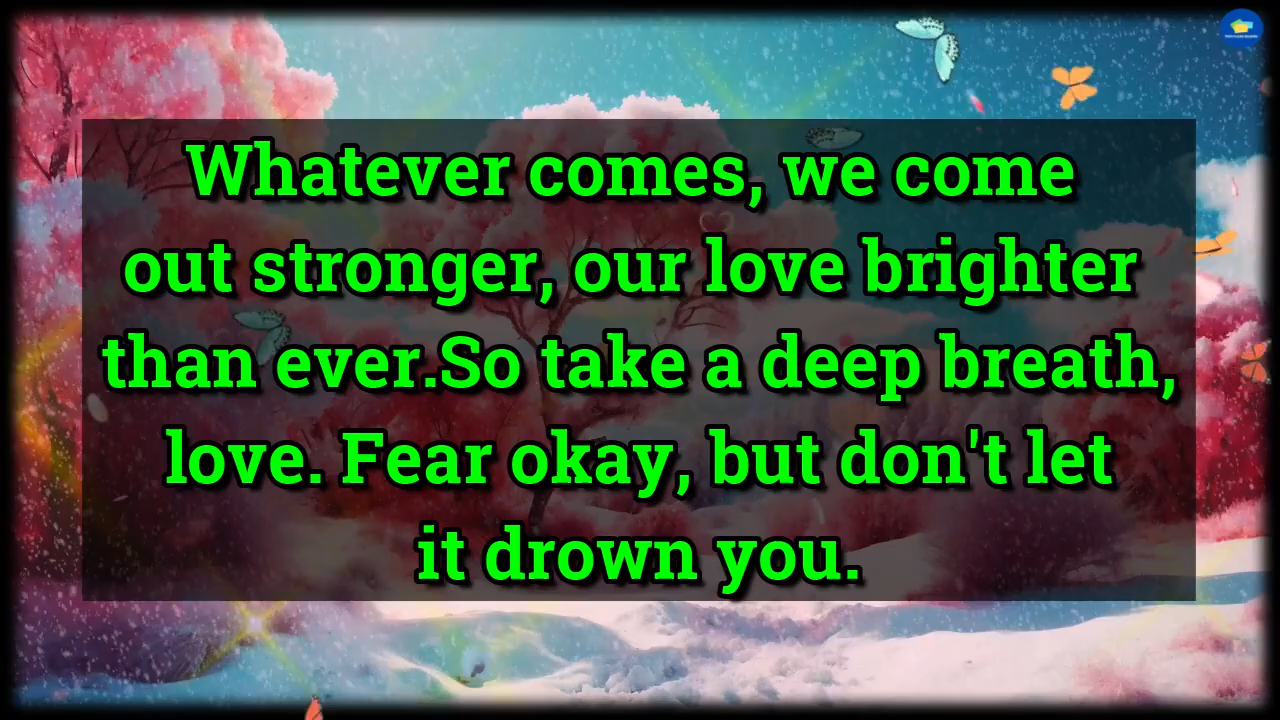 Whatever comes, we come
out stronger, our love brighter
than ever.So take a deep breath,
love. Fear okay, but don't let
it drown you.